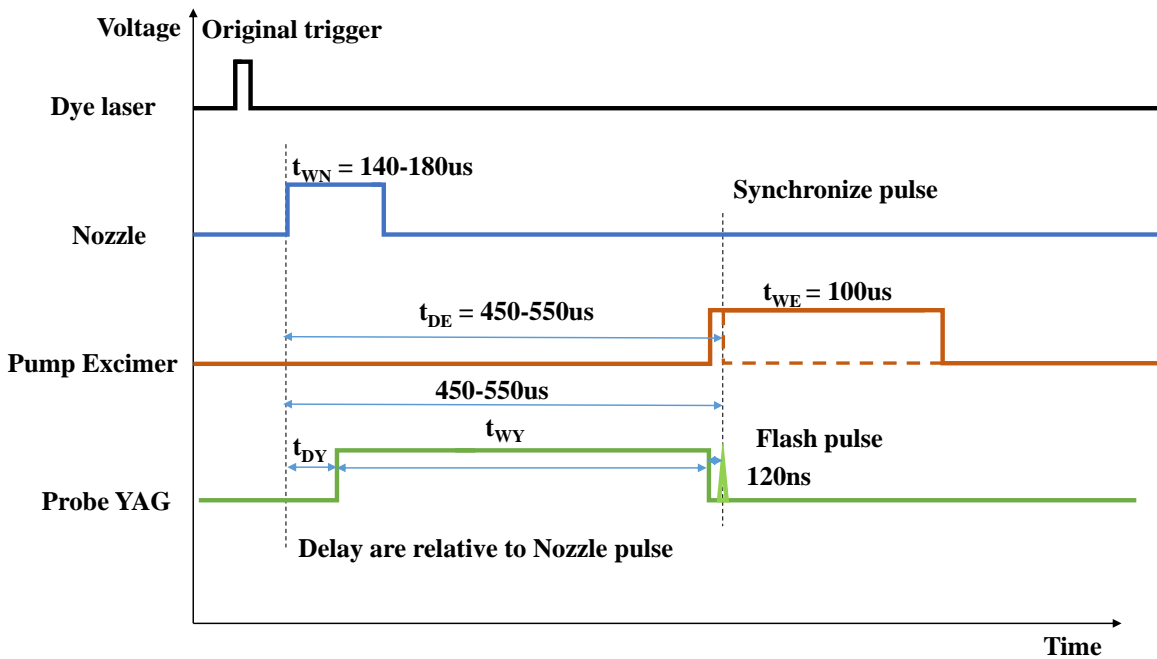 Voltage
Original trigger
Dye laser
t_WN = 140-180us
Synchronize pulse
Nozzle
t_WE = 100us
t_DE = 450-550us
Pump Excimer
450-550us
t_WY
Flash pulse
t_DY
120ns
Probe YAG
Delay are relative to Nozzle pulse
Time